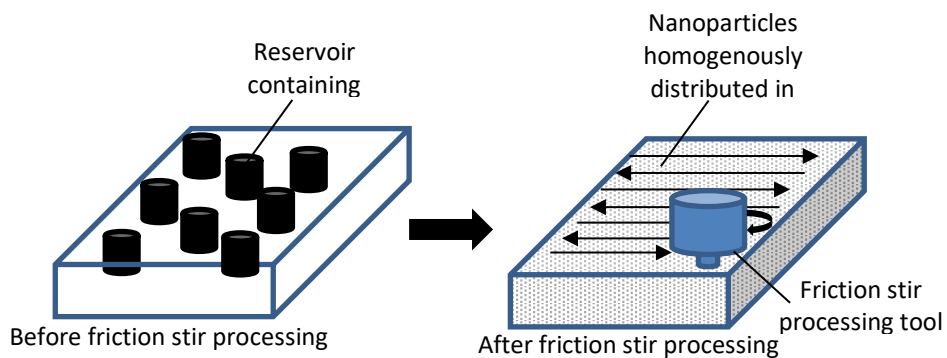 Reservoir
containing
Before friction stir processing
Nanoparticles
homogenously
distributed in
Friction stir
processing tool
After friction stir processing